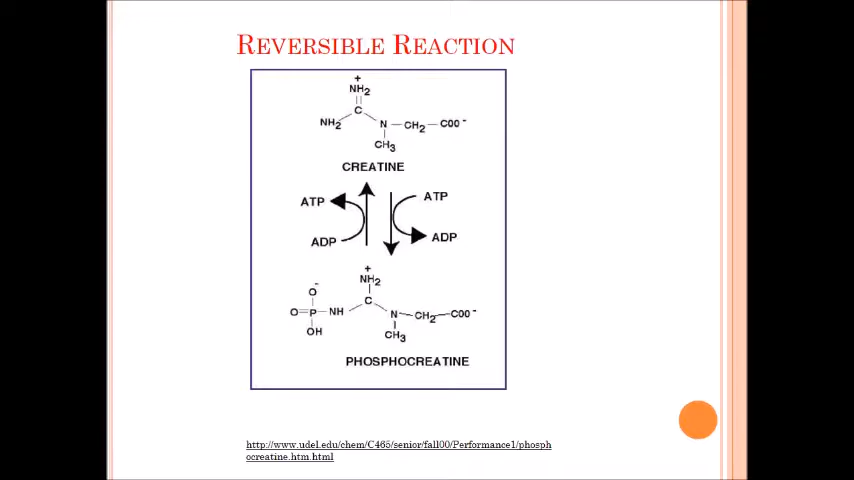 REVERSIBLE REACTION
+
NH2
C
NH2 N CH2 COO-
CH3
CREATINE
ATP ATP
ADP ADP
+
NH2
O-
C
O=P NH N CH2 COO-
OH CH3
PHOSPHOCREATINE
http://www.udel.edu/chem/C465/senior/fall00/Performance1/phosph
ocreatine.htm.html